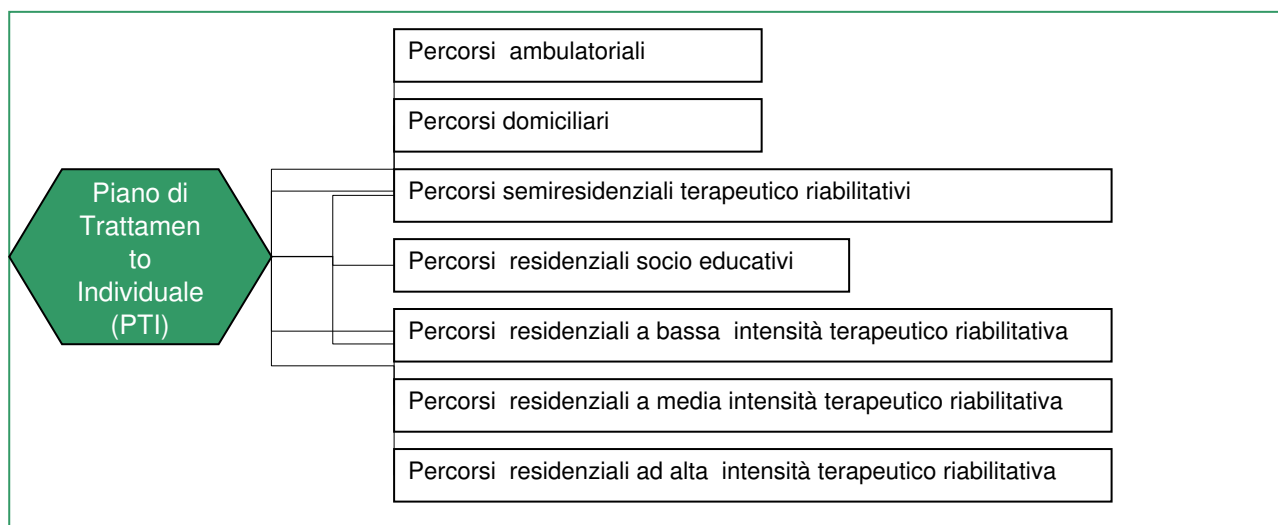 Percorsi ambulatoriali
Percorsi domiciliari
Percorsi semiresidenziali terapeutico riabilitativi
Piano di
Trattamen
to
Individuale
(PTI)
Percorsi residenziali socio educativi
Percorsi residenziali a bassa intensità terapeutico riabilitativa
Percorsi residenziali a media intensità terapeutico riabilitativa
Percorsi residenziali ad alta intensità terapeutico riabilitativa